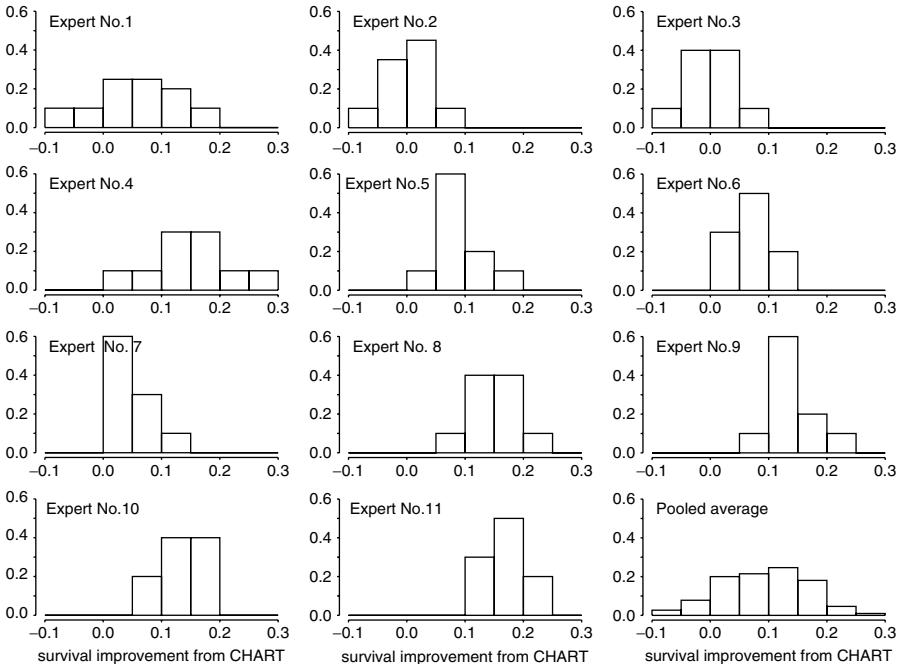 Expert No.1
0.6
0.4
0.2
0.0
−0.1 0.0 0.1 0.2 0.3
Expert No.2
0.6
0.4
0.2
0.0
−0.1 0.0 0.1 0.2 0.3
Expert No.3
0.6
0.4
0.2
0.0
−0.1 0.0 0.1 0.2 0.3
Expert No.4
0.6
0.4
0.2
0.0
−0.1 0.0 0.1 0.2 0.3
Expert No.5
0.6
0.4
0.2
0.0
−0.1 0.0 0.1 0.2 0.3
Expert No.6
0.6
0.4
0.2
0.0
−0.1 0.0 0.1 0.2 0.3
Expert No. 7
0.6
0.4
0.2
0.0
−0.1 0.0 0.1 0.2 0.3
Expert No. 8
0.6
0.4
0.2
0.0
−0.1 0.0 0.1 0.2 0.3
Expert No.9
0.6
0.4
0.2
0.0
−0.1 0.0 0.1 0.2 0.3
Expert No.10
0.6
0.4
0.2
0.0
−0.1 0.0 0.1 0.2 0.3
survival improvement from CHART
Expert No.11
0.6
0.4
0.2
0.0
−0.1 0.0 0.1 0.2 0.3
survival improvement from CHART
Pooled average
0.6
0.4
0.2
0.0
−0.1 0.0 0.1 0.2 0.3
survival improvement from CHART